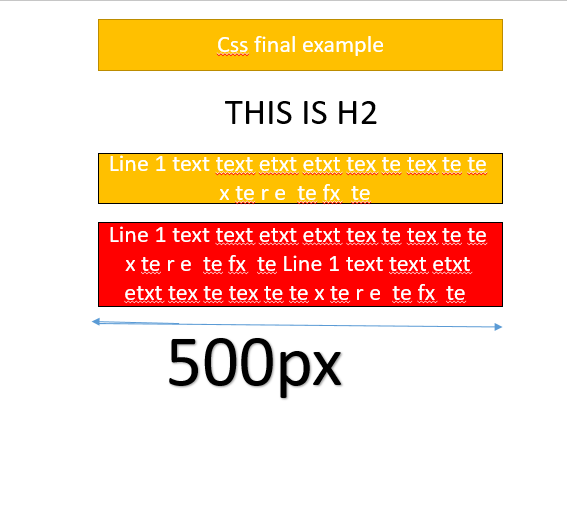 Css final example
THIS IS H2
Line 1 text text etxt etxt tex te tex te te
x te r e  te fx  te
Line 1 text text etxt etxt tex te tex te te
x te r e  te fx  te Line 1 text text etxt
etxt tex te tex te te x te r e  te fx  te
500px